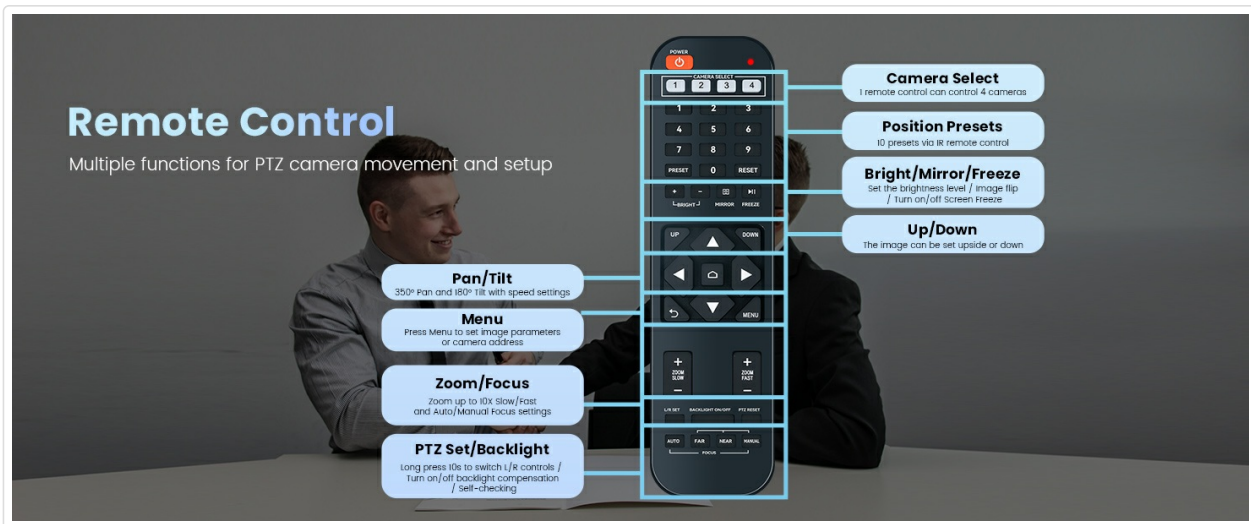 Remote Control
Multiple functions for PTZ camera movement and setup
POWER
CAMERA SELECT
1 2 3 4
1 2 3
4 5 6
7 8 9
PRESET 0 RESET
+ -
BRIGHT MIRROR FREEZE
UP DOWN
MENU
+ +
ZOOM SLOW ZOOM FAST
- -
L/R SET BACKLIGHT ON/OFF PTZ RESET
AUTO FAR NEAR MANUAL
FOCUS
Camera Select
1 remote control can control 4 cameras
Position Presets
10 presets via IR remote control
Bright/Mirror/Freeze
Set the brightness level / Image flip
/ Turn on/off Screen Freeze
Up/Down
The image can be set upside or down
Pan/Tilt
350° Pan and 180° Tilt with speed settings
Menu
Press Menu to set image parameters
or camera address
Zoom/Focus
Zoom up to 10X Slow/Fast
and Auto/Manual Focus settings
PTZ Set/Backlight
Long press 10s to switch L/R controls /
Turn on/off backlight compensation
/ Self-checking